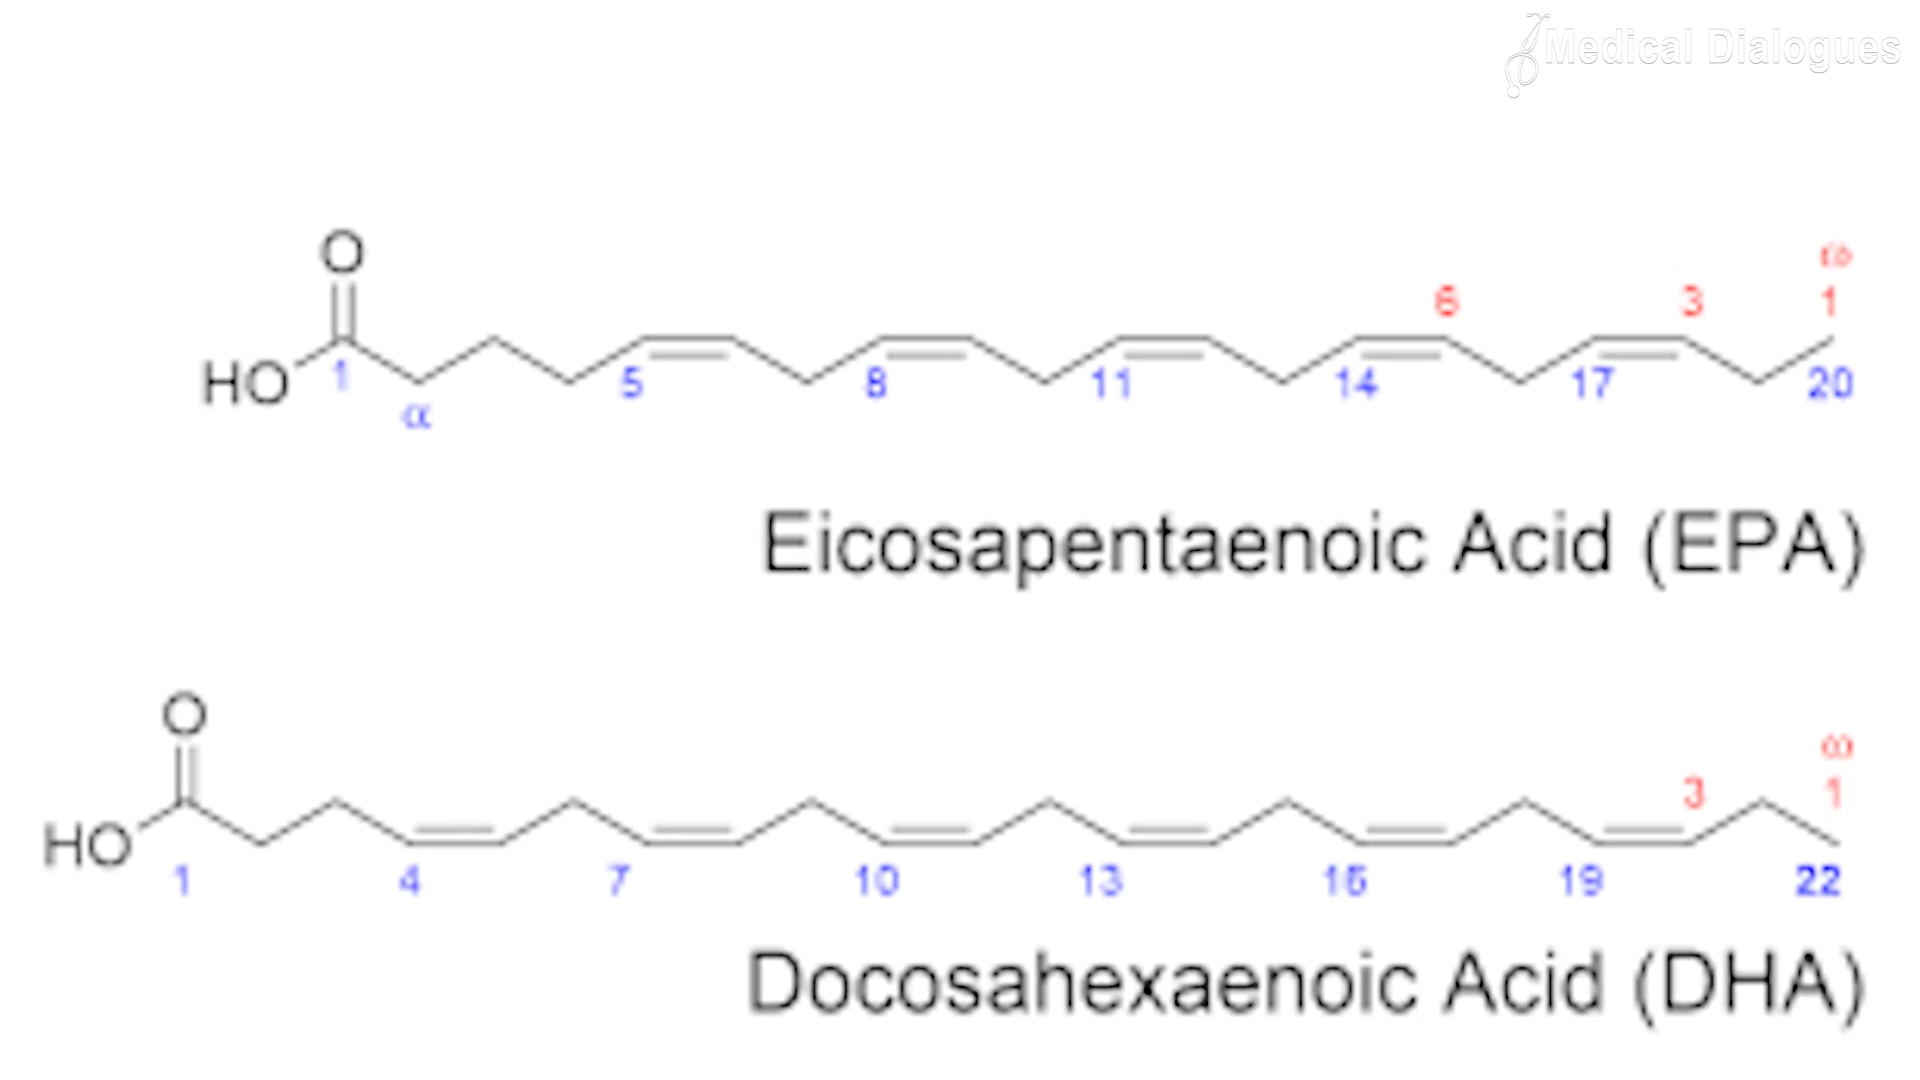 Medical Dialogues
O
ω
6 3 1
HO 1 5 8 11 14 17 20
α
Eicosapentaenoic Acid (EPA)
O
ω
3 1
HO
1 4 7 10 13 16 19 22
Docosahexaenoic Acid (DHA)